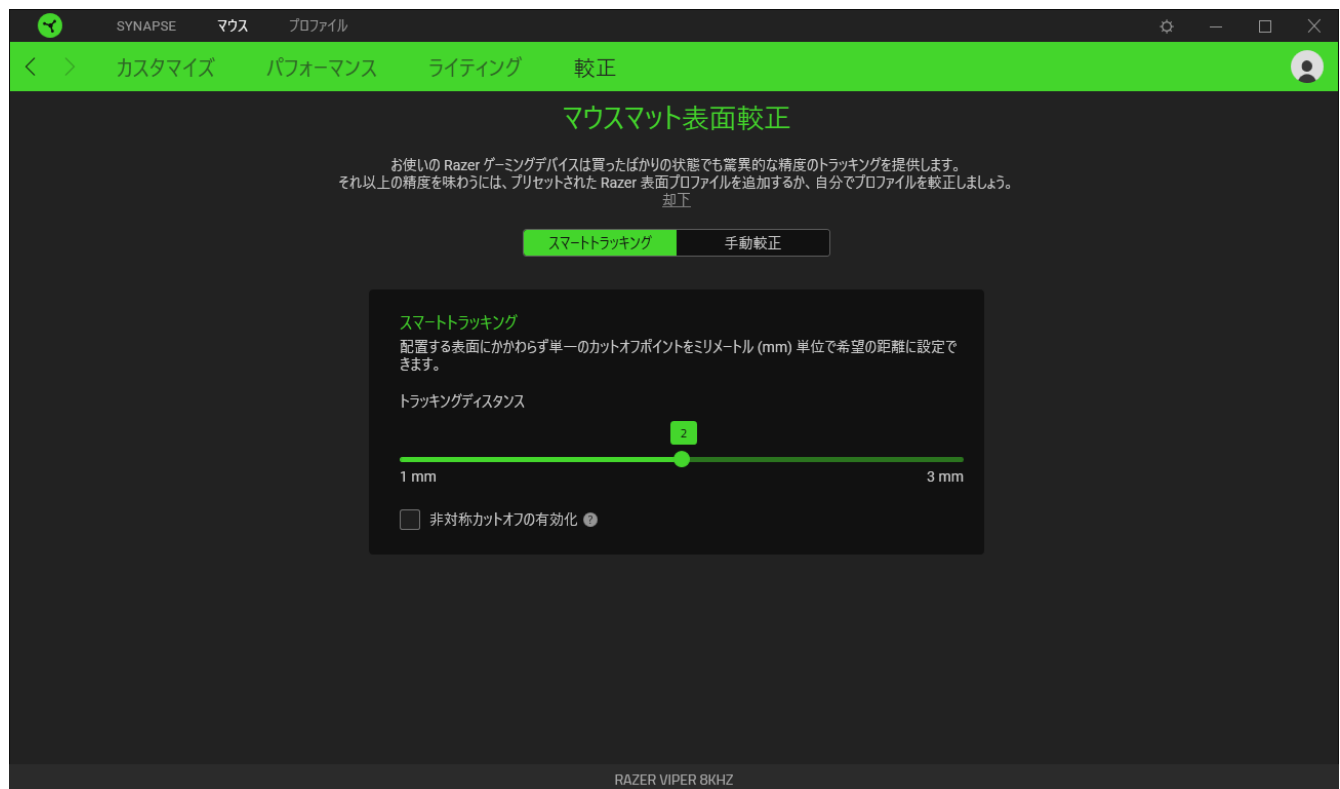 SYNAPSE マウス プロファイル
カスタマイズ パフォーマンス ライティング 較正
マウスマット表面較正
お使いの Razer ゲーミングデバイスは買ったばかりの状態でも驚異的な精度のトラッキングを提供します。
それ以上の精度を味わうには、プリセットされた Razer 表面プロファイルを追加するか、自分でプロファイルを較正しましょう。
却下
スマートトラッキング 手動較正
スマートトラッキング
配置する表面にかかわらず単一のカットオフポイントをミリメートル (mm) 単位で希望の距離に設定で
きます。
トラッキングディスタンス
2
1 mm 3 mm
非対称カットオフの有効化 ?
RAZER VIPER 8KHZ